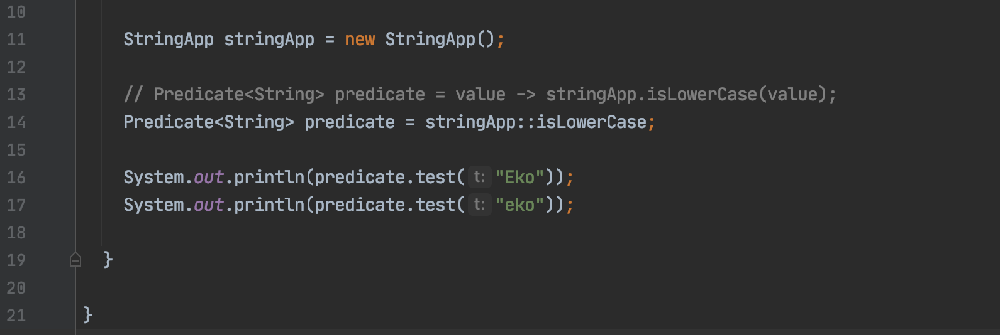 10
11 StringApp stringApp = new StringApp();
12
13 // Predicate<String> predicate = value -> stringApp.isLowerCase(value);
14 Predicate<String> predicate = stringApp::isLowerCase;
15
16 System.out.println(predicate.test( t: "Eko"));
17 System.out.println(predicate.test( t: "eko"));
18
19 }
20
21 }